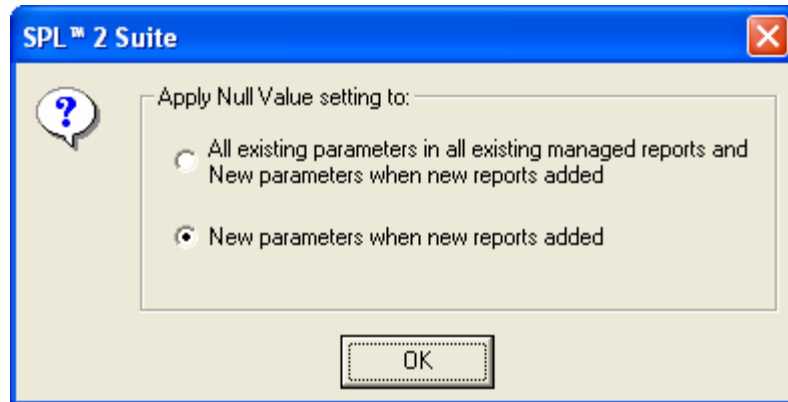 SPL™ 2 Suite
?
Apply Null Value setting to:
All existing parameters in all existing managed reports and
New parameters when new reports added
New parameters when new reports added
OK